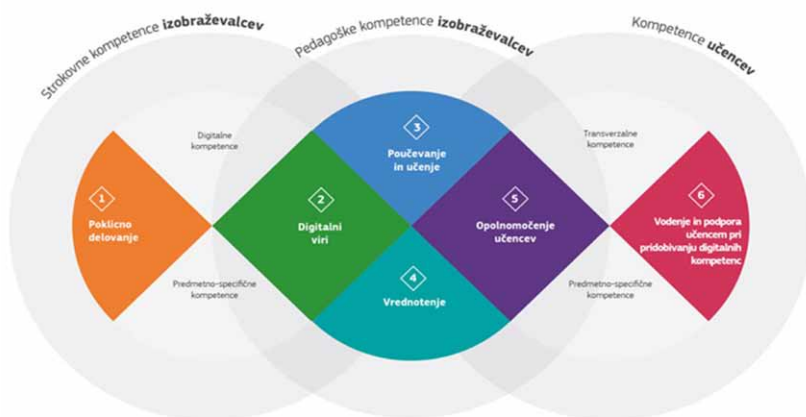 Strokovne kompetence izobraževalcev
Pedagoške kompetence izobraževalcev
Kompetence učencev
Digitalne
kompetence
Transverzalne
kompetence
1
Poklicno
delovanje
2
Digitalni
viri
3
Poučevanje
in učenje
4
Vrednotenje
5
Opolnomočenje
učencev
6
Vodenje in podpora
učencem pri
pridobivanju digitalnih
kompetenc
Predmetno-specifične
kompetence
Predmetno-specifične
kompetence